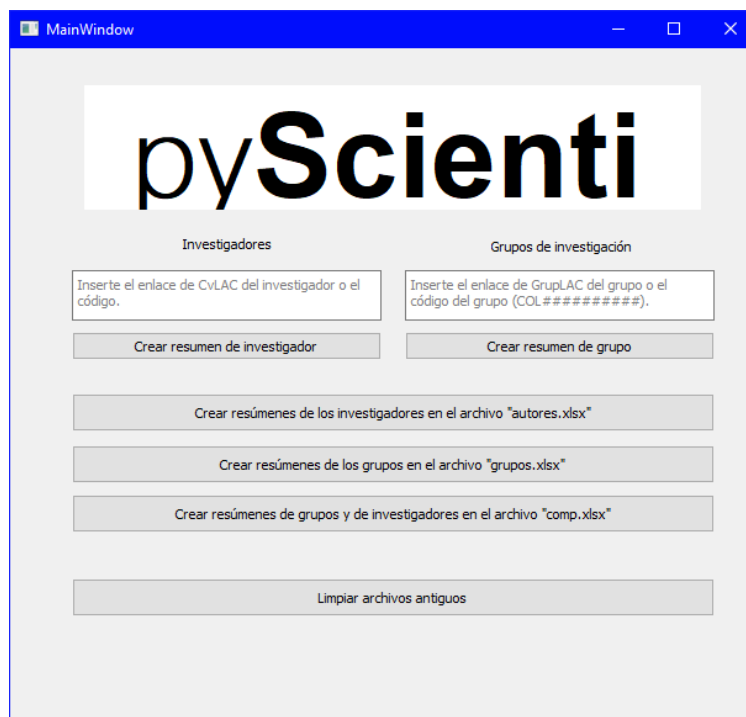 MainWindow
pyScienti
Investigadores
Grupos de investigación
Inserte el enlace de CvLAC del investigador o el
código.
Inserte el enlace de GrupLAC del grupo o el
código del grupo (COL##########).
Crear resumen de investigador
Crear resumen de grupo
Crear resúmenes de los investigadores en el archivo "autores.xlsx"
Crear resúmenes de los grupos en el archivo "grupos.xlsx"
Crear resúmenes de grupos y de investigadores en el archivo "comp.xlsx"
Limpiar archivos antiguos